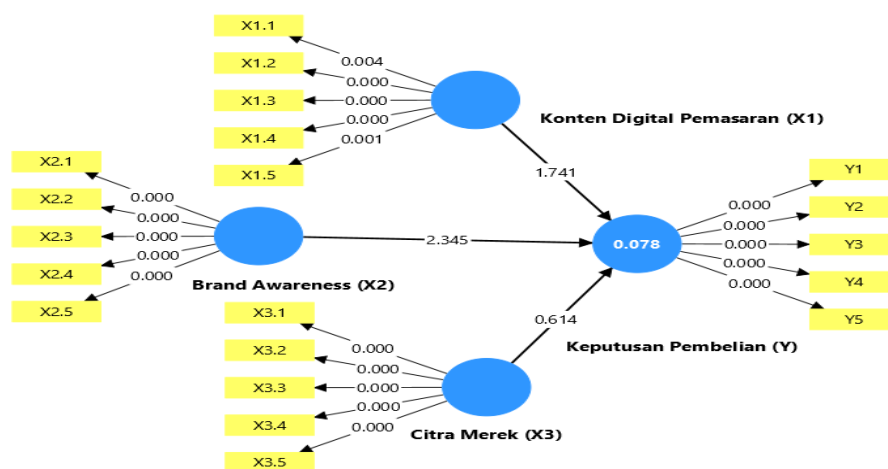 X1.1
X1.2
X1.3
X1.4
X1.5
0.004
0.000
0.000
0.000
0.001
Konten Digital Pemasaran (X1)
1.741
X2.1
X2.2
X2.3
X2.4
X2.5
0.000
0.000
0.000
0.000
0.000
Brand Awareness (X2)
2.345
X3.1
X3.2
X3.3
X3.4
X3.5
0.000
0.000
0.000
0.000
0.000
Citra Merek (X3)
0.614
0.078
Keputusan Pembelian (Y)
0.000
0.000
0.000
0.000
0.000
Y1
Y2
Y3
Y4
Y5